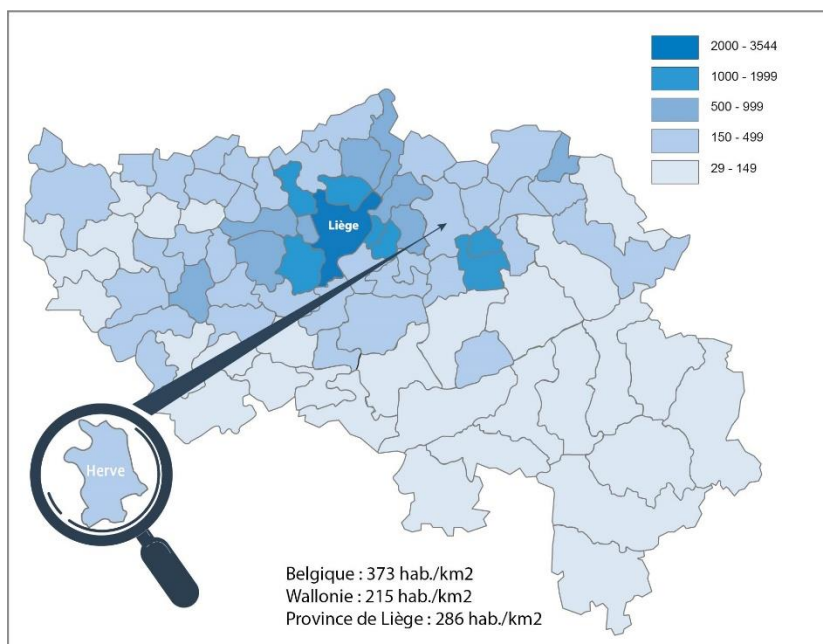 2000 - 3544
1000 - 1999
500 - 999
150 - 499
29 - 149
Liège
Herve
Belgique : 373 hab./km2
Wallonie : 215 hab./km2
Province de Liège : 286 hab./km2